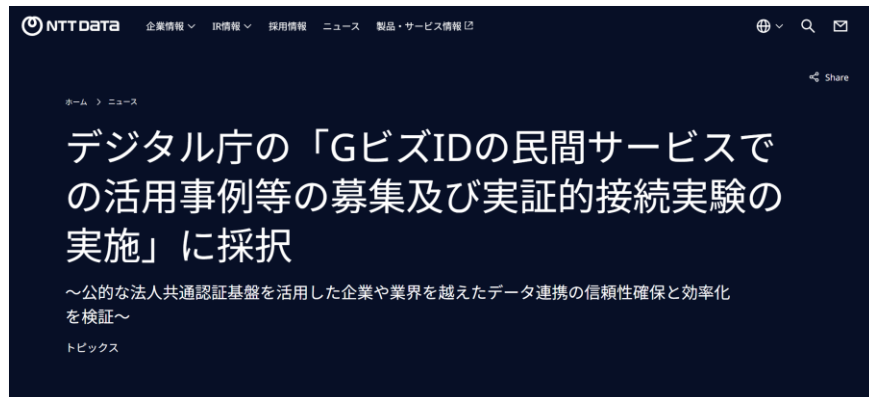 NTT DATA 企業情報 IR情報 採用情報 ニュース 製品・サービス情報
Share
ホーム > ニュース
デジタル庁の「GビズIDの民間サービスで
の活用事例等の募集及び実証的接続実験の
実施」に採択
～公的な法人共通認証基盤を活用した企業や業界を越えたデータ連携の信頼性確保と効率化
を検証～
トピックス